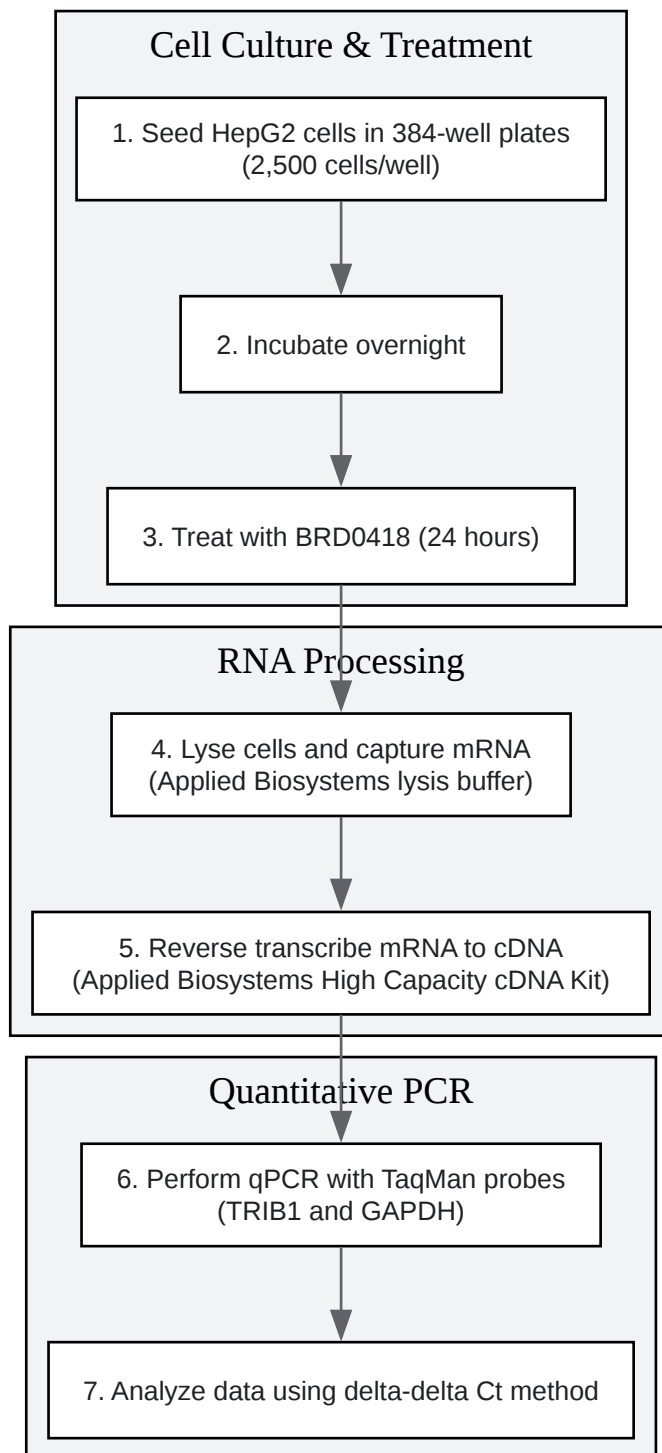 Cell Culture & Treatment
1. Seed HepG2 cells in 384-well plates
(2,500 cells/well)
2. Incubate overnight
3. Treat with BRD0418 (24 hours)
RNA Processing
4. Lyse cells and capture mRNA
(Applied Biosystems lysis buffer)
5. Reverse transcribe mRNA to cDNA
(Applied Biosystems High Capacity cDNA Kit)
Quantitative PCR
6. Perform qPCR with TaqMan probes
(TRIB1 and GAPDH)
7. Analyze data using delta-delta Ct method